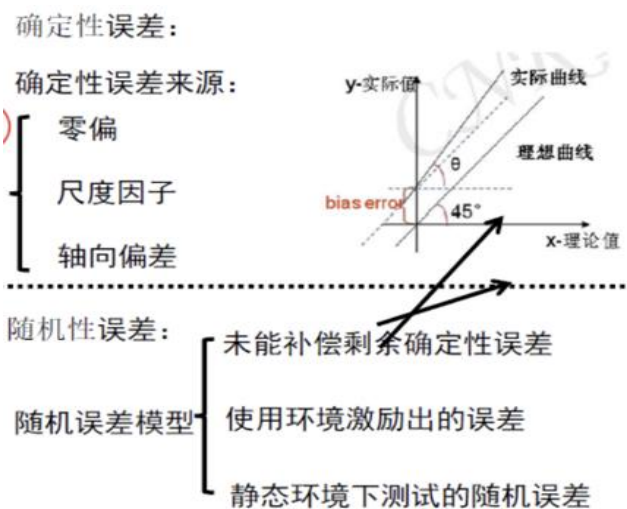 确定性误差：
确定性误差来源：
零偏
尺度因子
轴向偏差
y-实际值
实际曲线
理想曲线
θ
bias error
45°
x-理论值
随机性误差：
随机误差模型
未能补偿剩余确定性误差
使用环境激励出的误差
静态环境下测试的随机误差